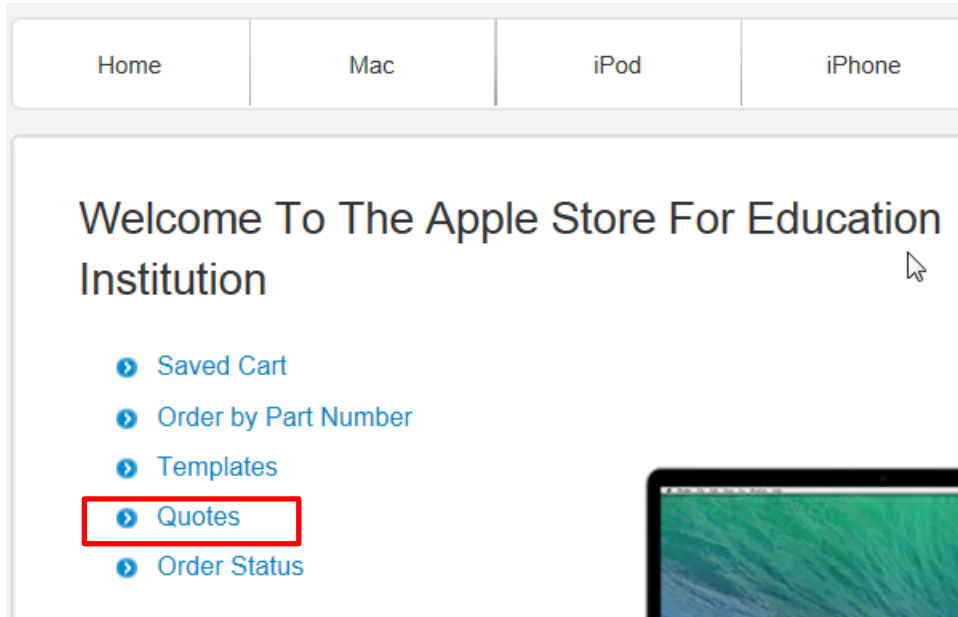 Home Mac iPod iPhone
Welcome To The Apple Store For Education
Institution
Saved Cart
Order by Part Number
Templates
Quotes
Order Status